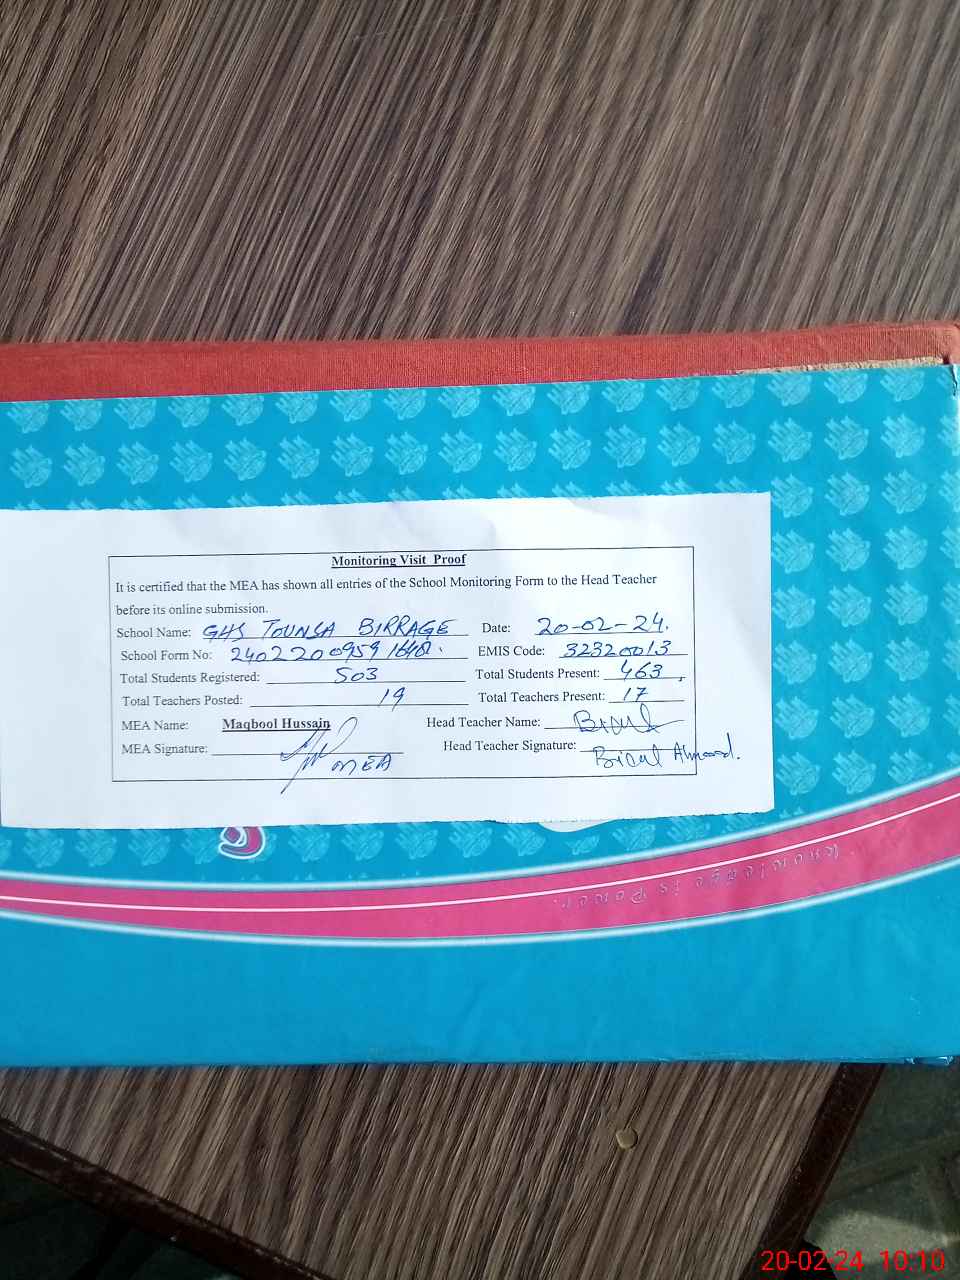 Monitoring Visit Proof
It is certified that the MEA has shown all entries of the School Monitoring Form to the Head Teacher
before its online submission.
School Name: GHS TOUNSA BIRRAGE Date: 20-02-24.
School Form No: 240220095916401. EMIS Code: 32320013
Total Students Registered: 503 Total Students Present: 463
Total Teachers Posted: 19 Total Teachers Present: 17
MEA Name: Maqbool Hussain Head Teacher Name:
MEA Signature: MEA Head Teacher Signature: Ahmad.
Knowledge is Power.
20-02-24 10:10